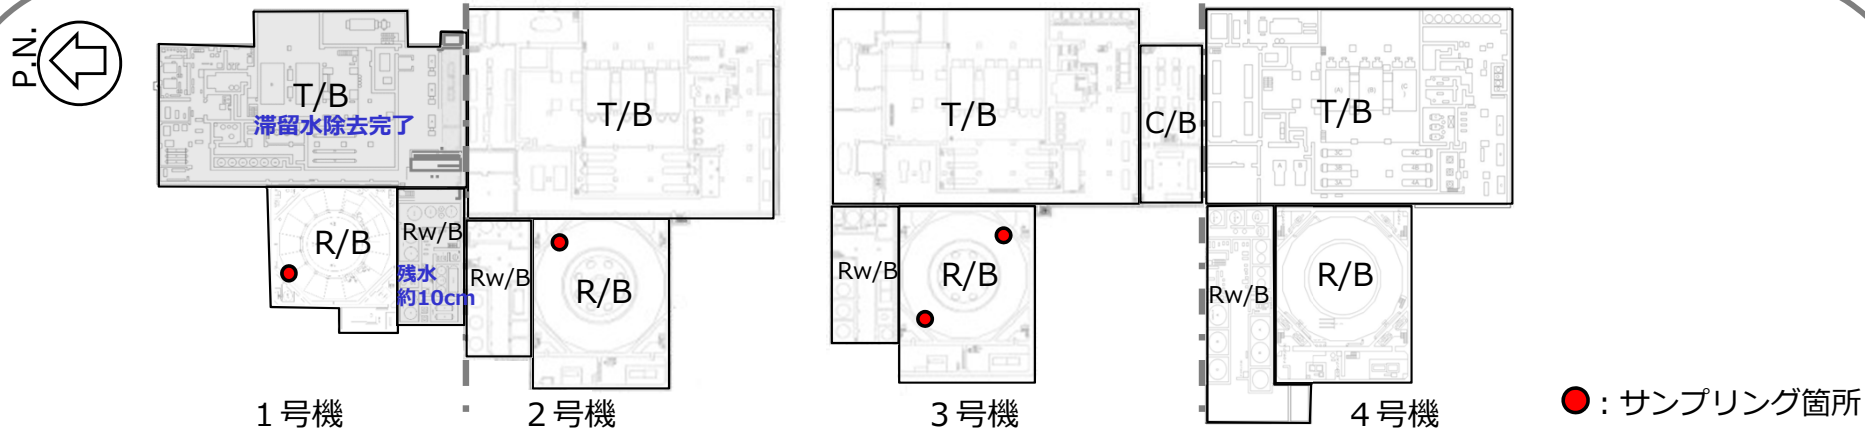 P.N.
T/B
滞留水除去完了
R/B
Rw/B
残水
約10cm
1号機
T/B
Rw/B
R/B
2号機
T/B
C/B
Rw/B
R/B
3号機
T/B
Rw/B
R/B
4号機
：サンプリング箇所